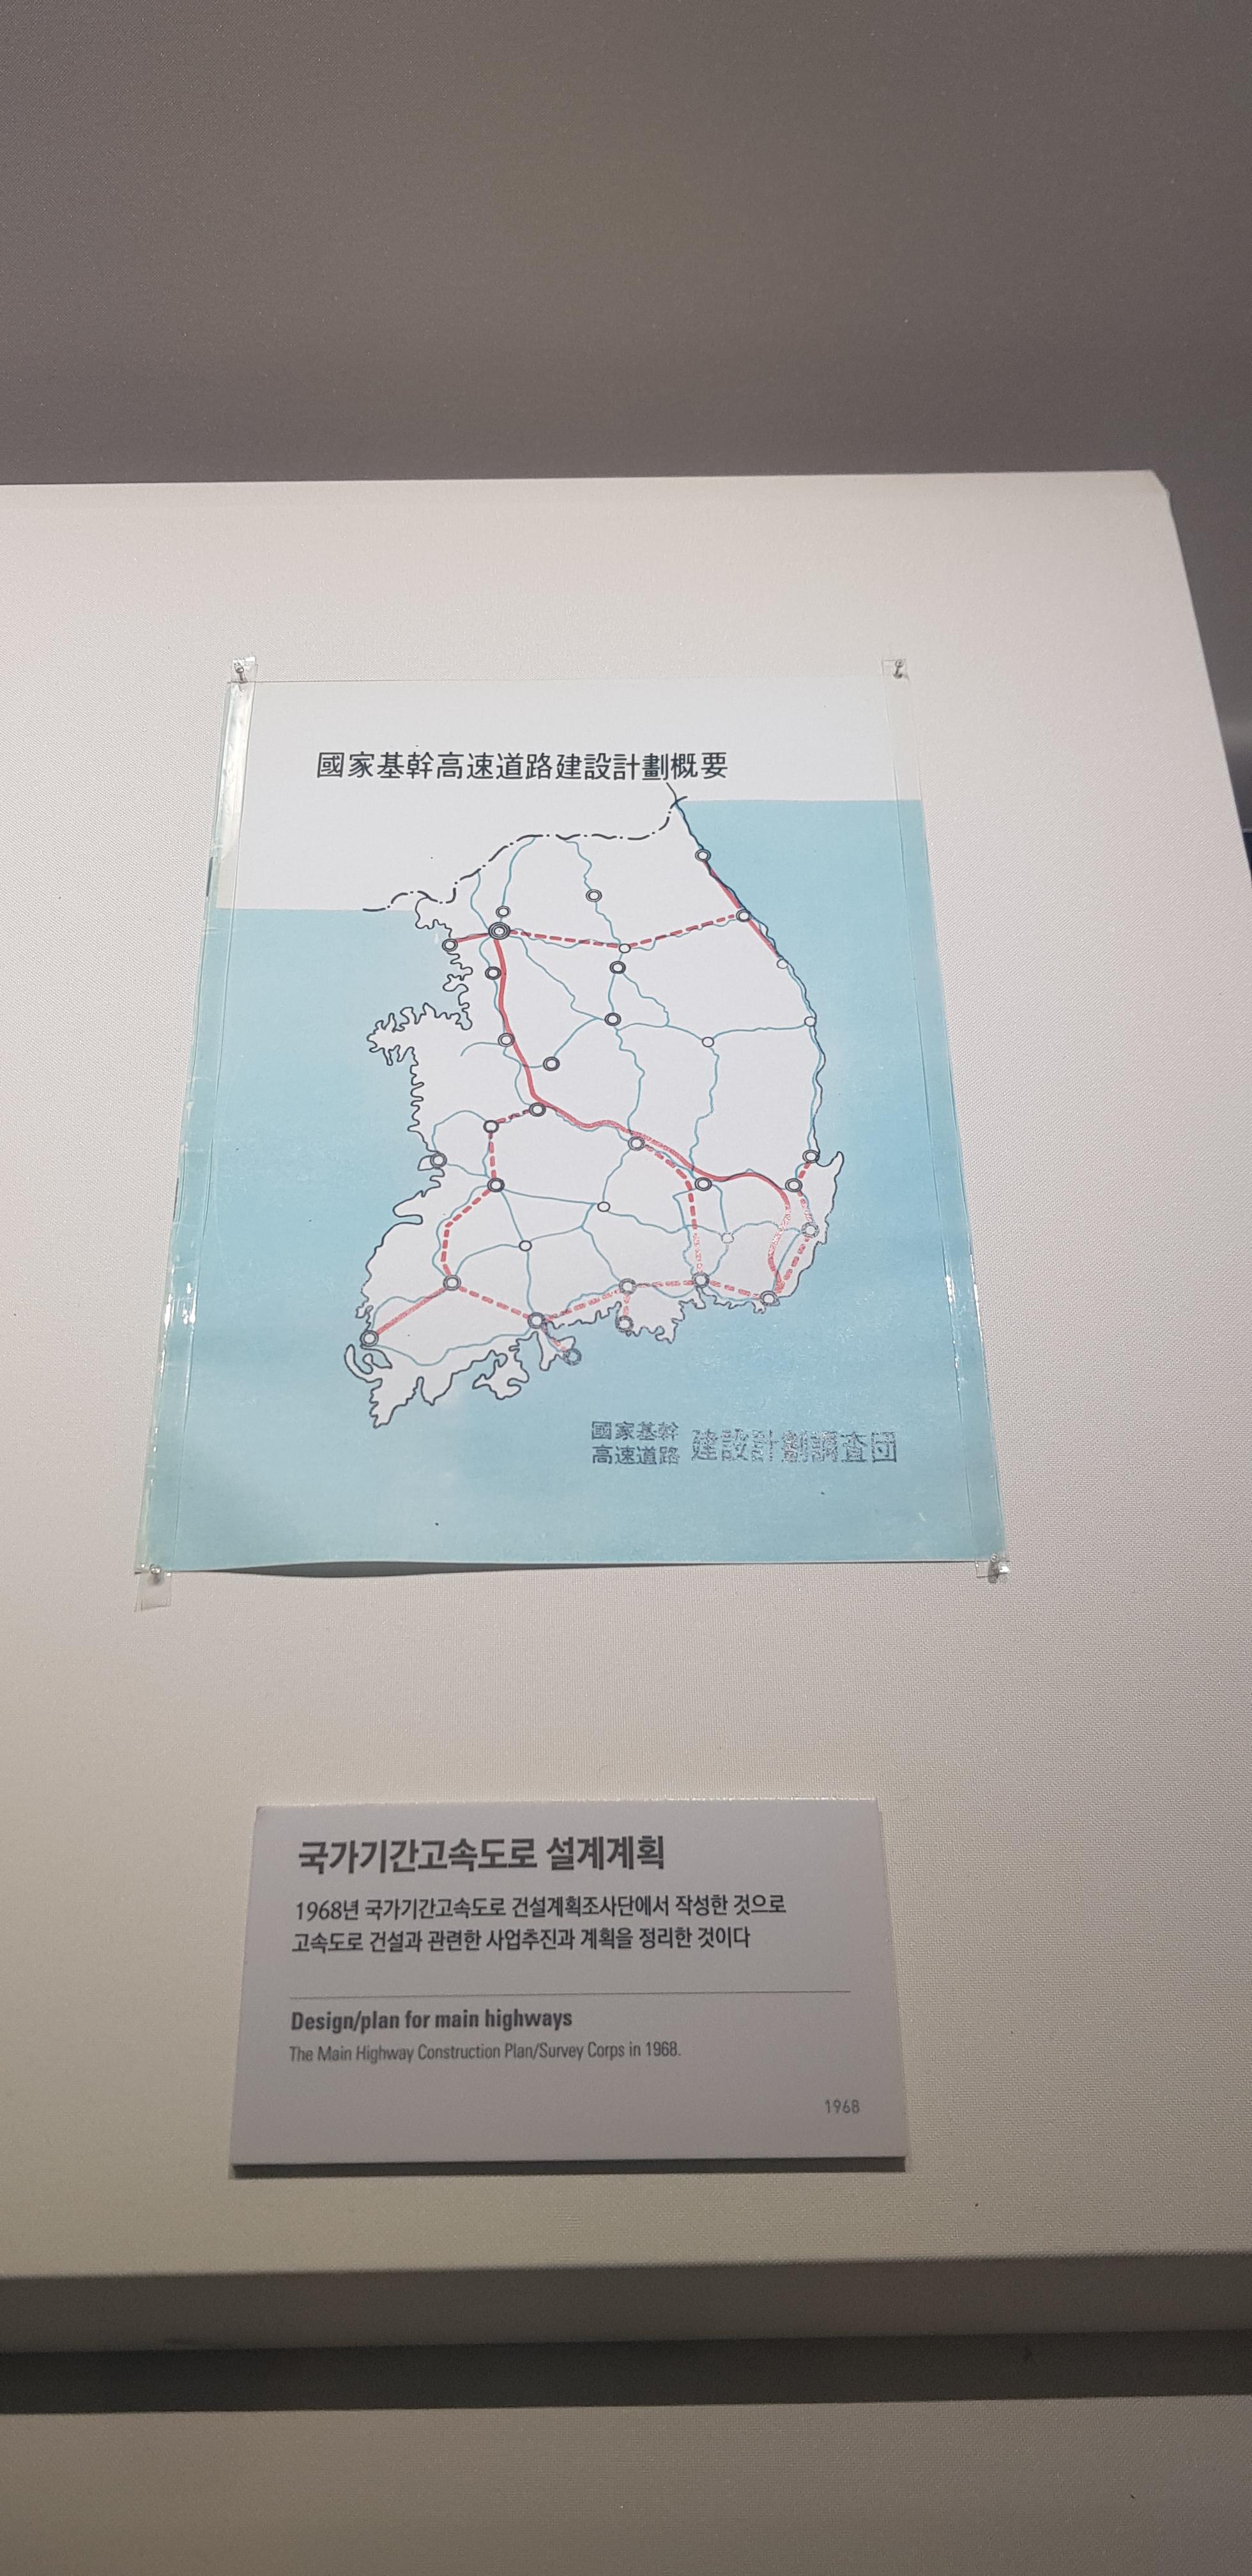 國家基幹高速道路建設計劃概要
國家基幹
高速道路 建設計劃調査団
국가기간고속도로 설계계획
1968년 국가기간고속도로 건설계획조사단에서 작성한 것으로
고속도로 건설과 관련한 사업추진과 계획을 정리한 것이다
Design/plan for main highways
The Main Highway Construction Plan/Survey Corps in 1968.
1968